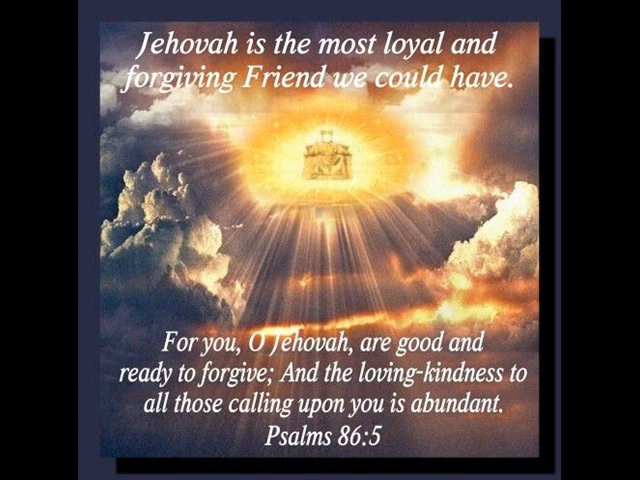 Jehovah is the most loyal and
forgiving Friend we could have.
For you, O Jehovah, are good and
ready to forgive; And the loving-kindness to
all those calling upon you is abundant.
Psalms 86:5